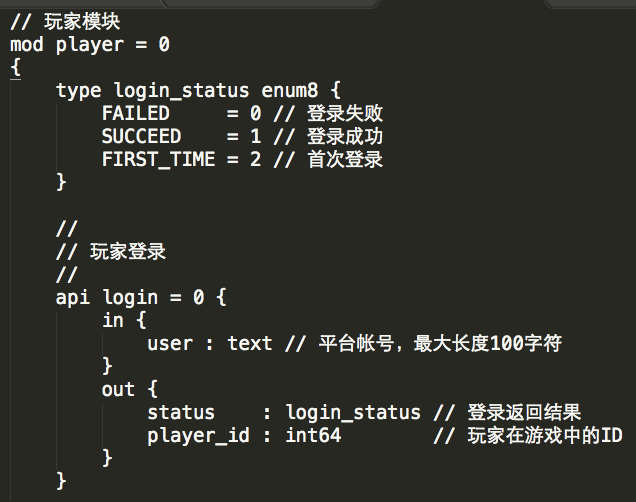 // 玩家模块
mod player = 0
{
    type login_status enum8 {
        FAILED     = 0 // 登录失败
        SUCCEED    = 1 // 登录成功
        FIRST_TIME = 2 // 首次登录
    }

    //
    // 玩家登录
    //
    api login = 0 {
        in {
            user : text // 平台帐号，最大长度100字符
        }
        out {
            status    : login_status // 登录返回结果
            player_id : int64        // 玩家在游戏中的ID
        }
    }